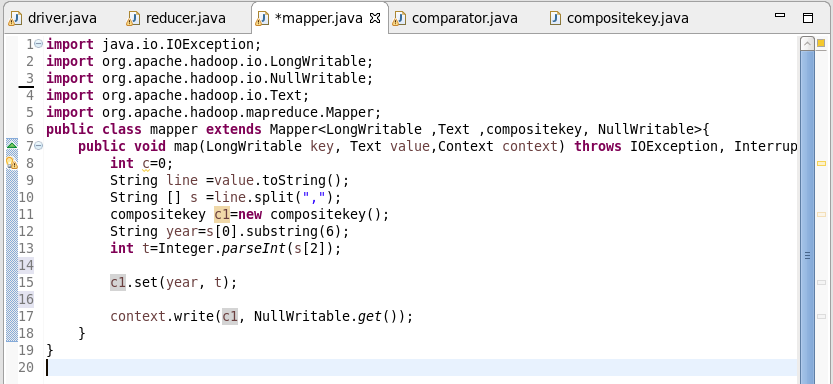 driver.java reducer.java *mapper.java comparator.java compositekey.java
1 import java.io.IOException;
2 import org.apache.hadoop.io.LongWritable;
3 import org.apache.hadoop.io.NullWritable;
4 import org.apache.hadoop.io.Text;
5 import org.apache.hadoop.mapreduce.Mapper;
6 public class mapper extends Mapper<LongWritable ,Text ,compositekey, NullWritable>{
7 public void map(LongWritable key, Text value,Context context) throws IOException, Interrup
8 int c=0;
9 String line =value.toString();
10 String [] s =line.split(",");
11 compositekey c1=new compositekey();
12 String year=s[0].substring(6);
13 int t=Integer.parseInt(s[2]);
14
15 c1.set(year, t);
16
17 context.write(c1, NullWritable.get());
18 }
19 }
20